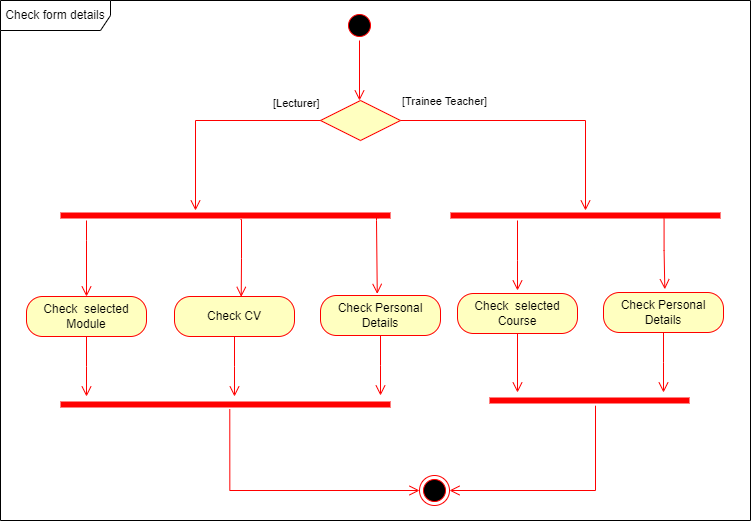 Check form details
[Lecturer]
[Trainee Teacher]
Check  selected
Module
Check CV
Check Personal
Details
Check  selected
Course
Check Personal
Details